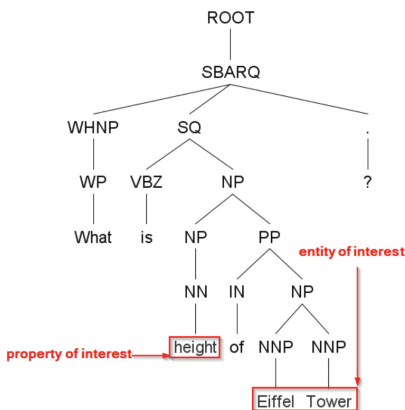 ROOT
SBARQ
WHNP SQ .
WP VBZ NP ?
What is NP PP
entity of interest
NN IN NP
property of interest height of NNP NNP
Eiffel Tower